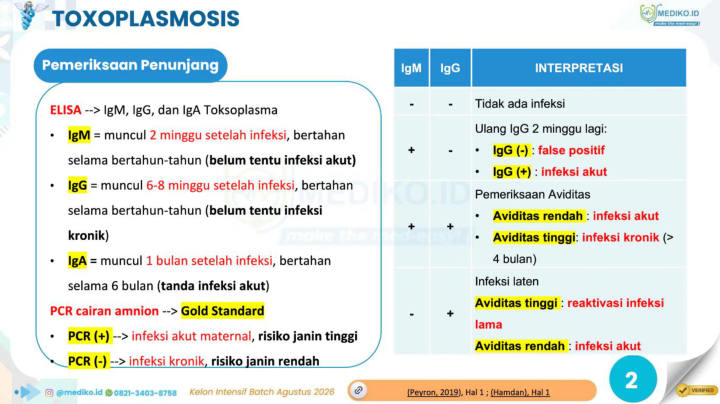 TOXOPLASMOSIS
MEDIKO.ID
Pemeriksaan Penunjang
ELISA --> IgM, IgG, dan IgA Toksoplasma
• IgM = muncul 2 minggu setelah infeksi, bertahan
selama bertahun-tahun (belum tentu infeksi akut)
• IgG = muncul 6-8 minggu setelah infeksi, bertahan
selama bertahun-tahun (belum tentu infeksi
kronik)
• IgA = muncul 1 bulan setelah infeksi, bertahan
selama 6 bulan (tanda infeksi akut)
PCR cairan amnion --> Gold Standard
• PCR (+) --> infeksi akut maternal, risiko janin tinggi
• PCR (-) --> infeksi kronik, risiko janin rendah
IgM IgG INTERPRETASI
- - Tidak ada infeksi
+ - Ulang IgG 2 minggu lagi:
• IgG (-) : false positif
• IgG (+) : infeksi akut
+ + Pemeriksaan Aviditas
• Aviditas rendah : infeksi akut
• Aviditas tinggi: infeksi kronik (>
4 bulan)
- + Infeksi laten
Aviditas tinggi : reaktivasi infeksi
lama
Aviditas rendah : infeksi akut
MEDIKO.ID
@mediko.id 0821-3403-8758 Kelon Intensif Batch Agustus 2026
(Peyron, 2019), Hal 1 ; (Hamdan), Hal 1
2
VERIFIED